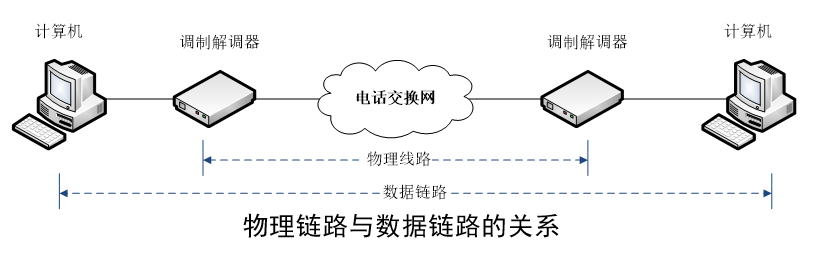 计算机
调制解调器
电话交换网
调制解调器
计算机
物理线路
数据链路
物理链路与数据链路的关系